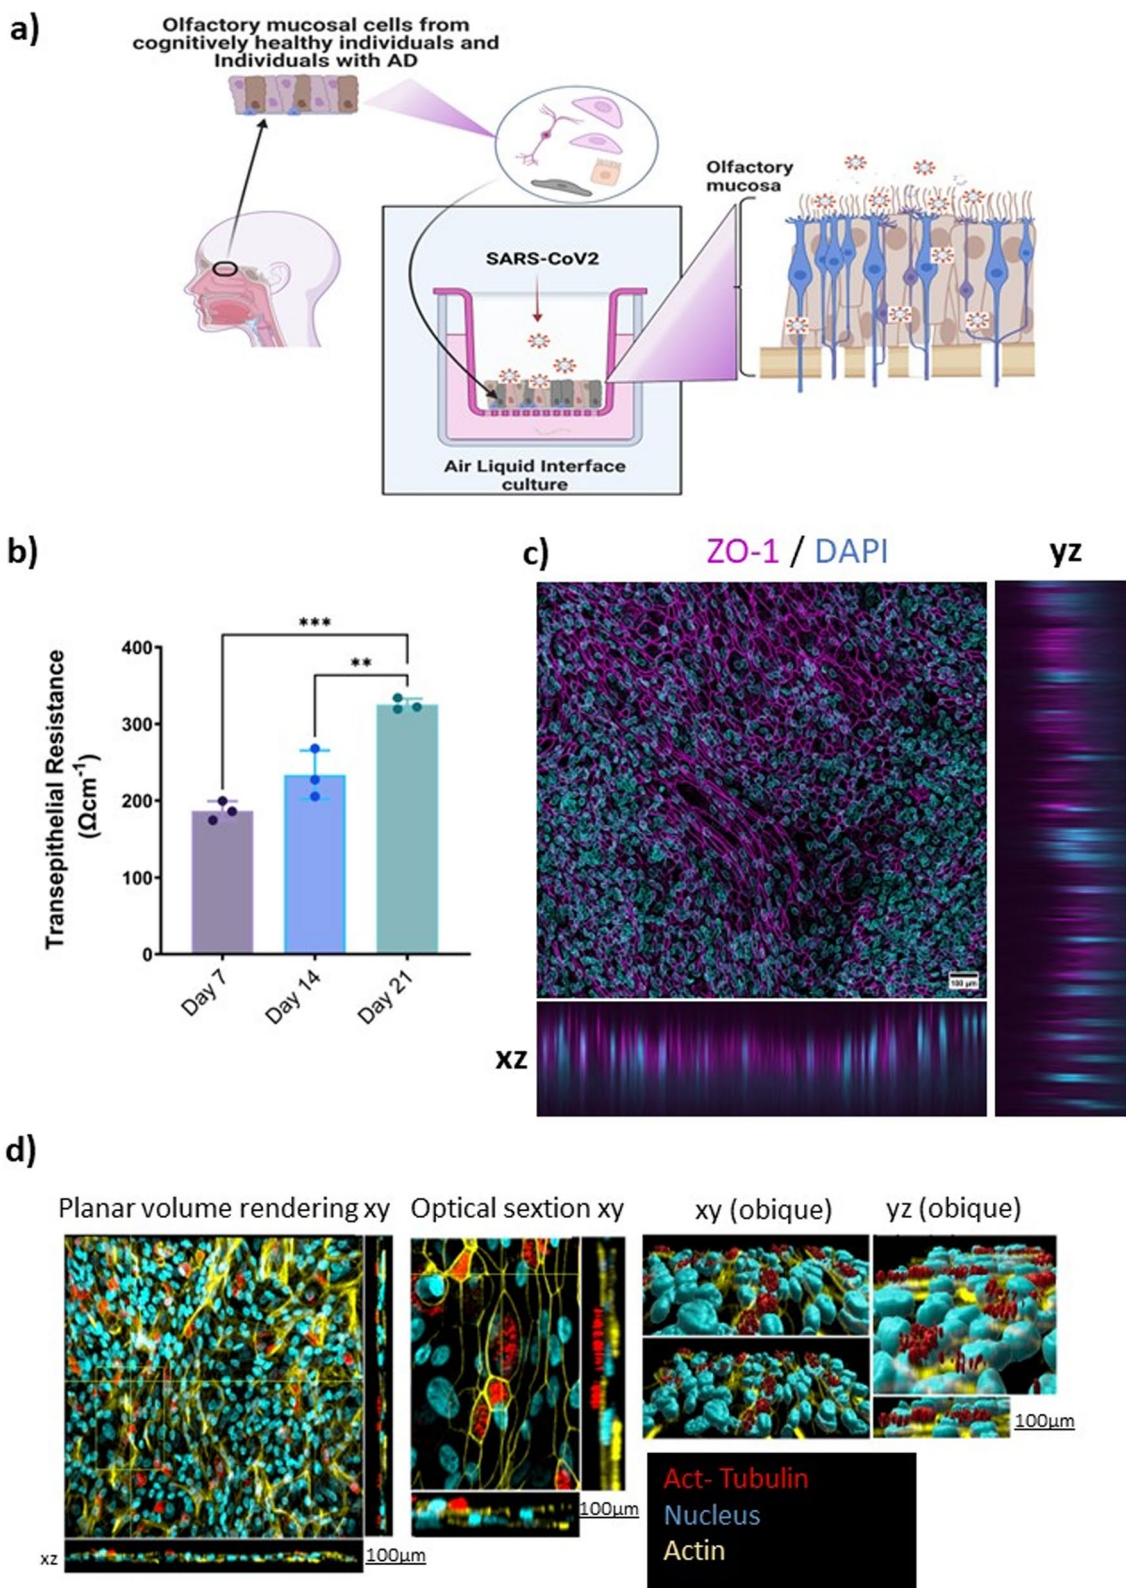 a)
Olfactory mucosal cells from
cognitively healthy individuals and
Individuals with AD
Olfactory
mucosa
SARS-CoV2
Air Liquid Interface
culture
b)
Transepithelial Resistance
(Ωcm⁻¹)
400
300
200
100
0
***
**
Day 7
Day 14
Day 21
c)
ZO-1 / DAPI
yz
100 μm
xz
d)
Planar volume rendering xy
Optical sextion xy
xy (obique)
yz (obique)
100μm
100μm
xz
100μm
Act- Tubulin
Nucleus
Actin